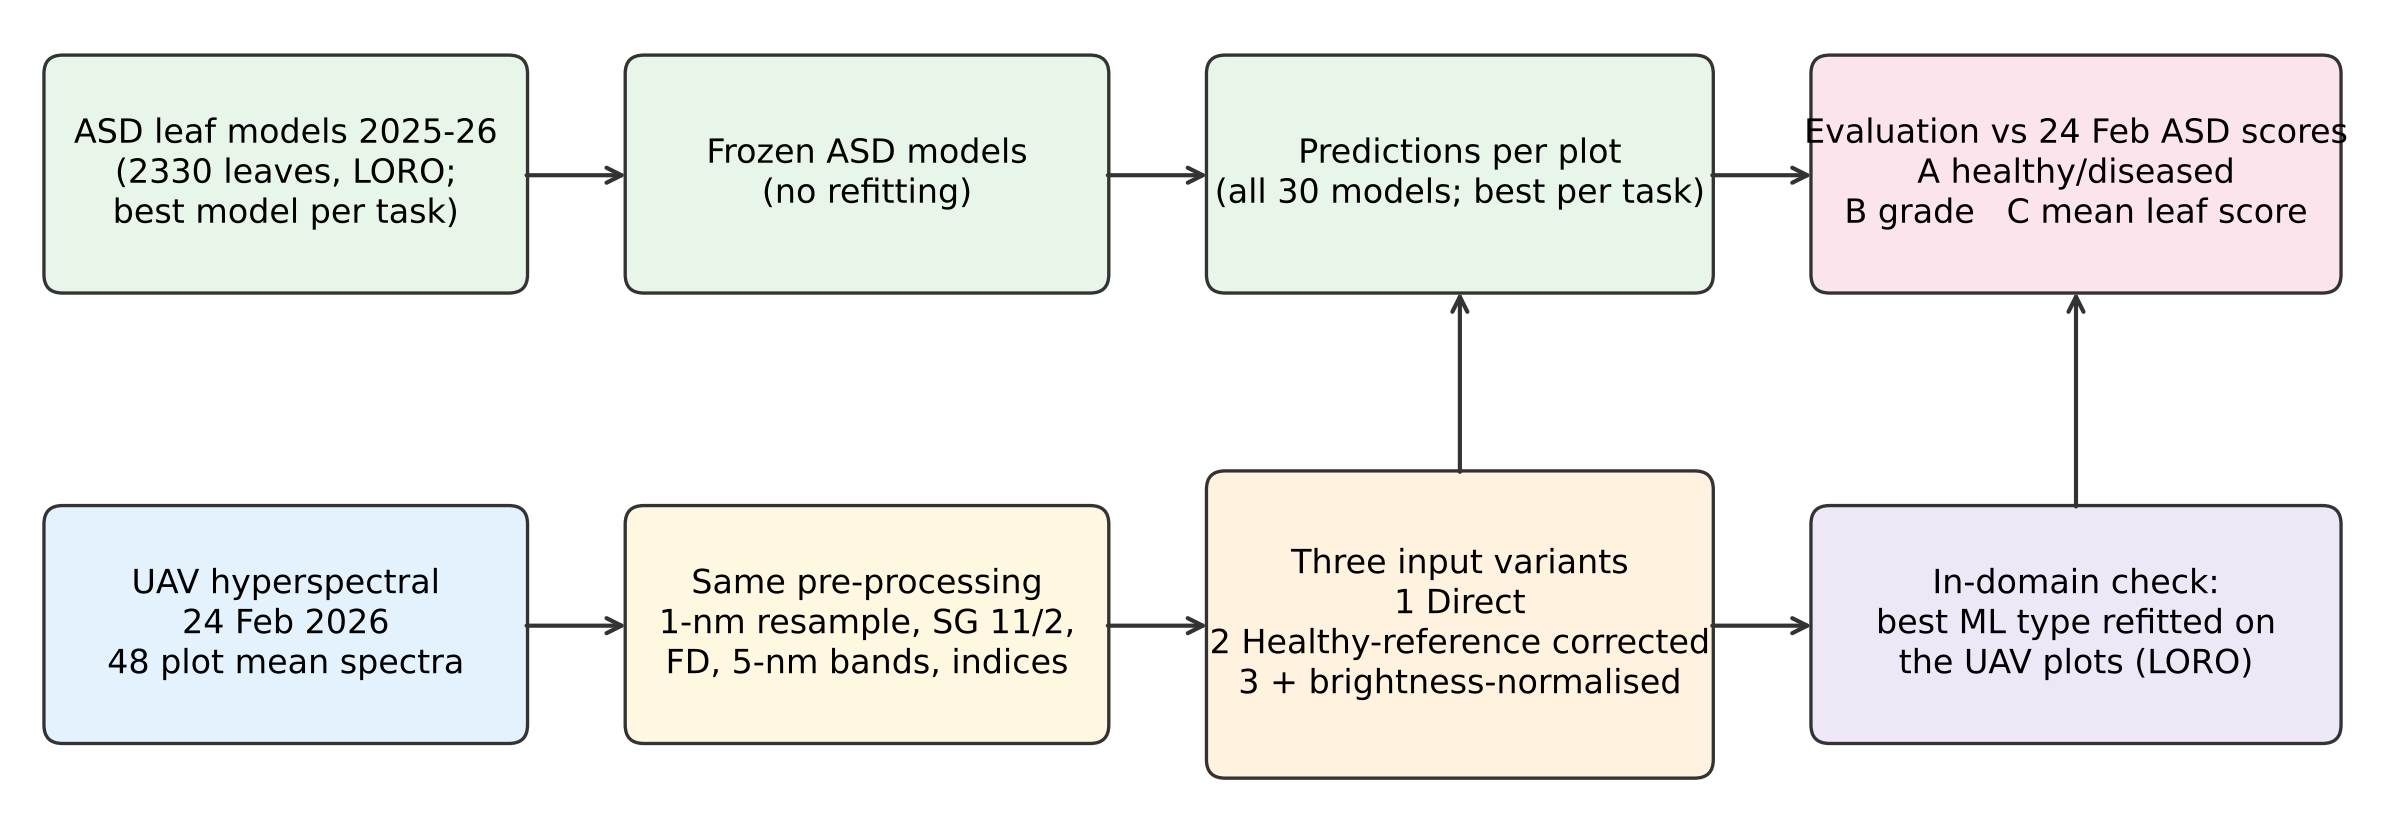 ASD leaf models 2025-26
(2330 leaves, LORO;
best model per task)
Frozen ASD models
(no refitting)
Predictions per plot
(all 30 models; best per task)
Evaluation vs 24 Feb ASD scores
A healthy/diseased
B grade   C mean leaf score
UAV hyperspectral
24 Feb 2026
48 plot mean spectra
Same pre-processing
1-nm resample, SG 11/2,
FD, 5-nm bands, indices
Three input variants
1 Direct
2 Healthy-reference corrected
3 + brightness-normalised
In-domain check:
best ML type refitted on
the UAV plots (LORO)